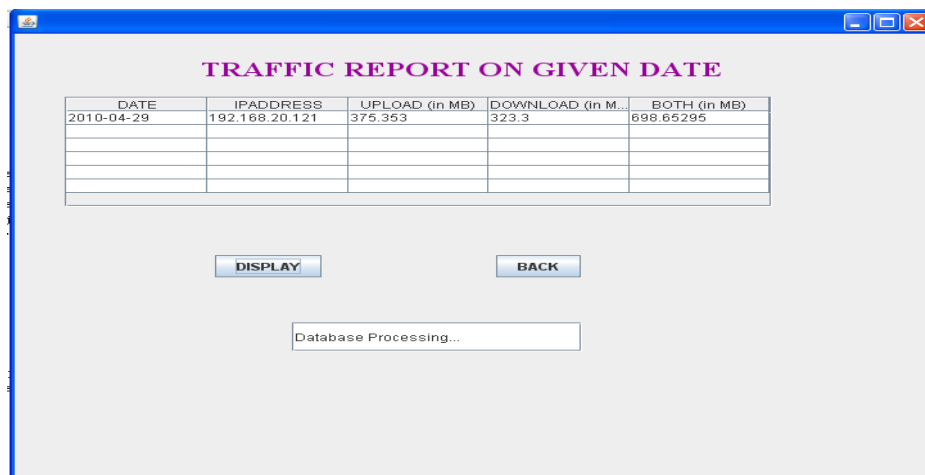 TRAFFIC REPORT ON GIVEN DATE
DATE IPADDRESS UPLOAD (in MB) DOWNLOAD (in M... BOTH (in MB)
2010-04-29 192.168.20.121 375.353 323.3 698.65295
DISPLAY BACK
Database Processing...